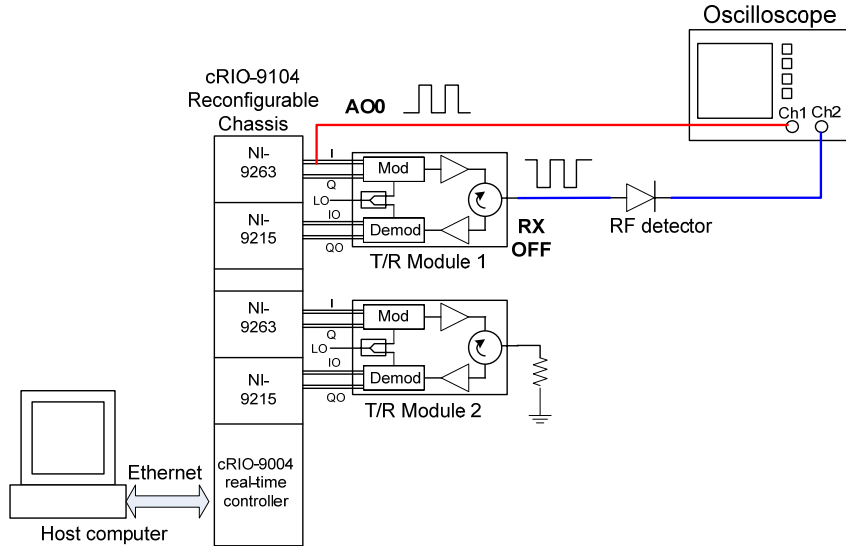 Oscilloscope
Ch1 Ch2
cRIO-9104
Reconfigurable
Chassis
AO0
NI-
9263
I
Q
LO
IO
QO
Mod
Demod
NI-
9215
RX
OFF
RF detector
T/R Module 1
NI-
9263
I
Q
LO
IO
QO
Mod
Demod
NI-
9215
T/R Module 2
cRIO-9004
real-time
controller
Ethernet
Host computer